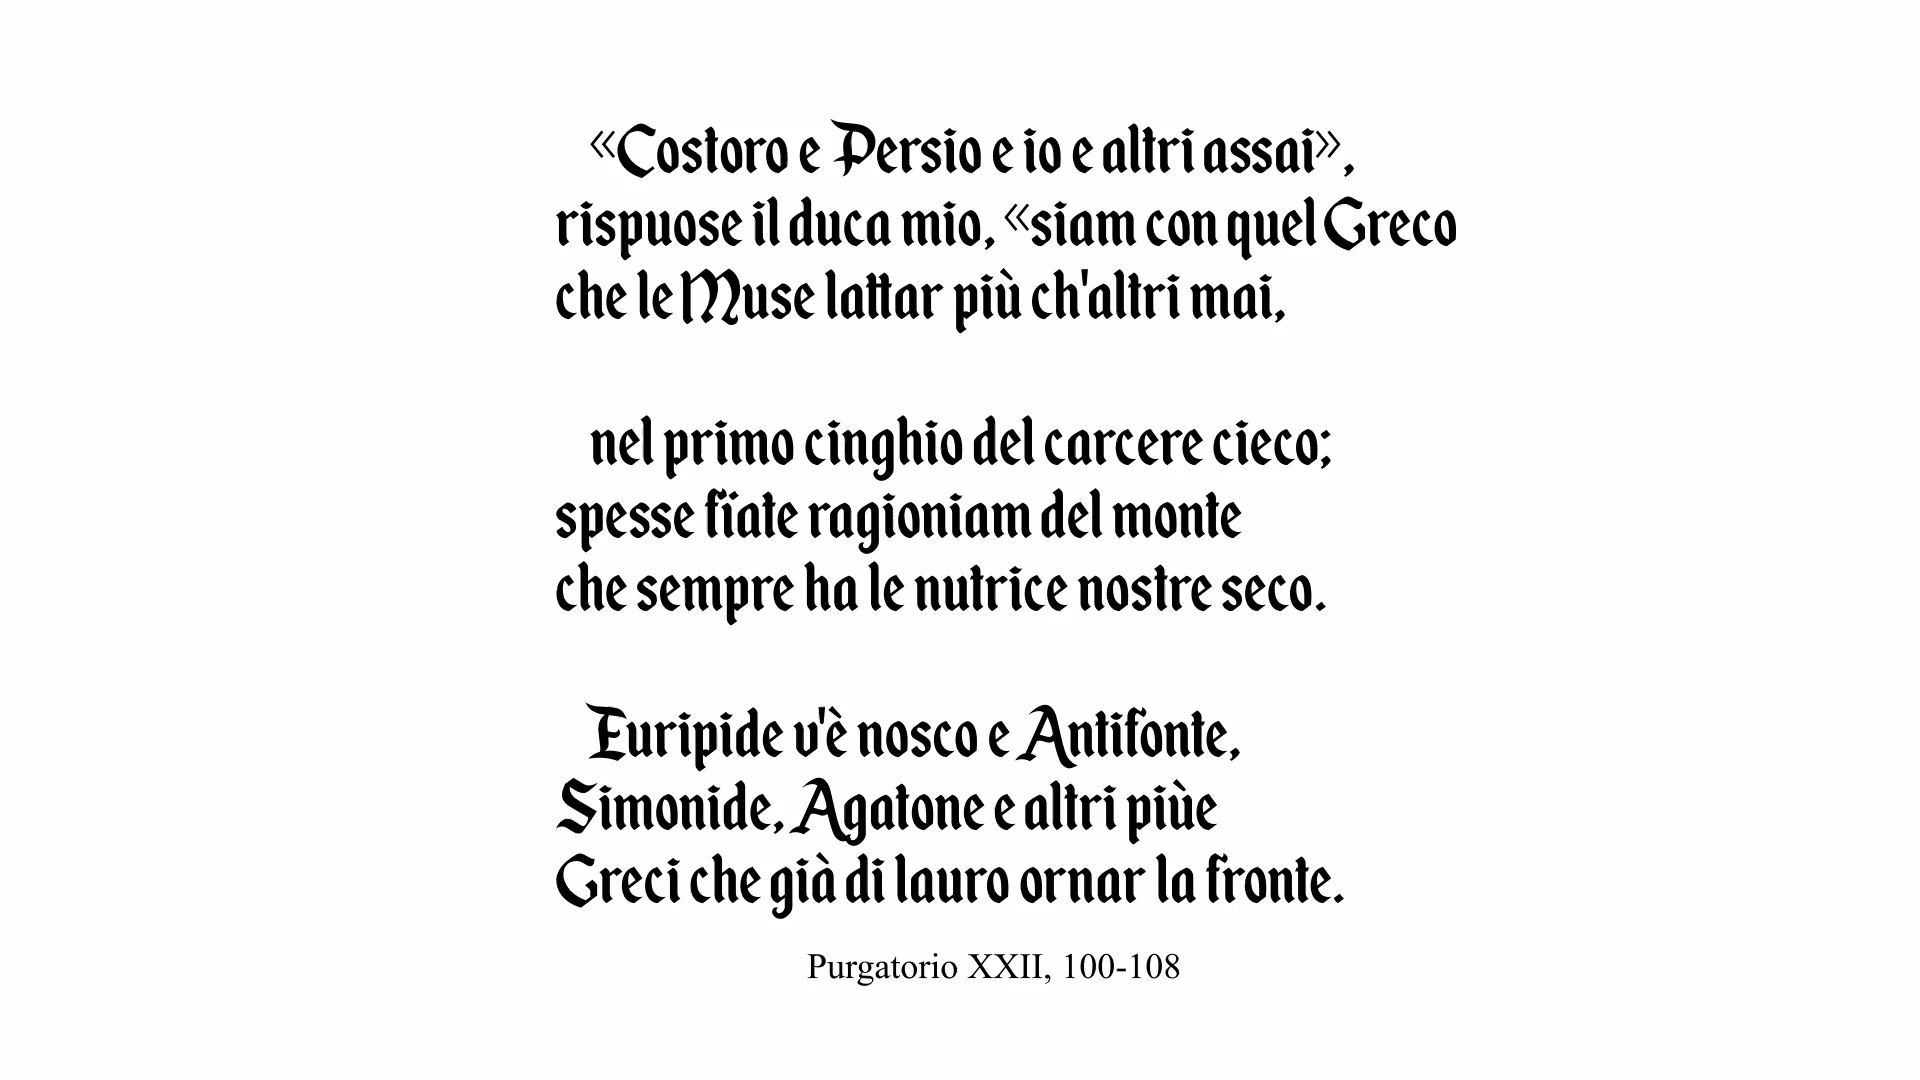 «Costoro e Persio e io e altri assai»,
rispuose il duca mio, «siam con quel Greco
che le Muse lattar più ch'altri mai,
nel primo cinghio del carcere cieco;
spesse fïate ragioniam del monte
che sempre ha le nutrice nostre seco.
Euripide v'è nosco e Antifonte,
Simonide, Agatone e altri piùe
Greci che già di lauro ornar la fronte.
Purgatorio XXII, 100-108